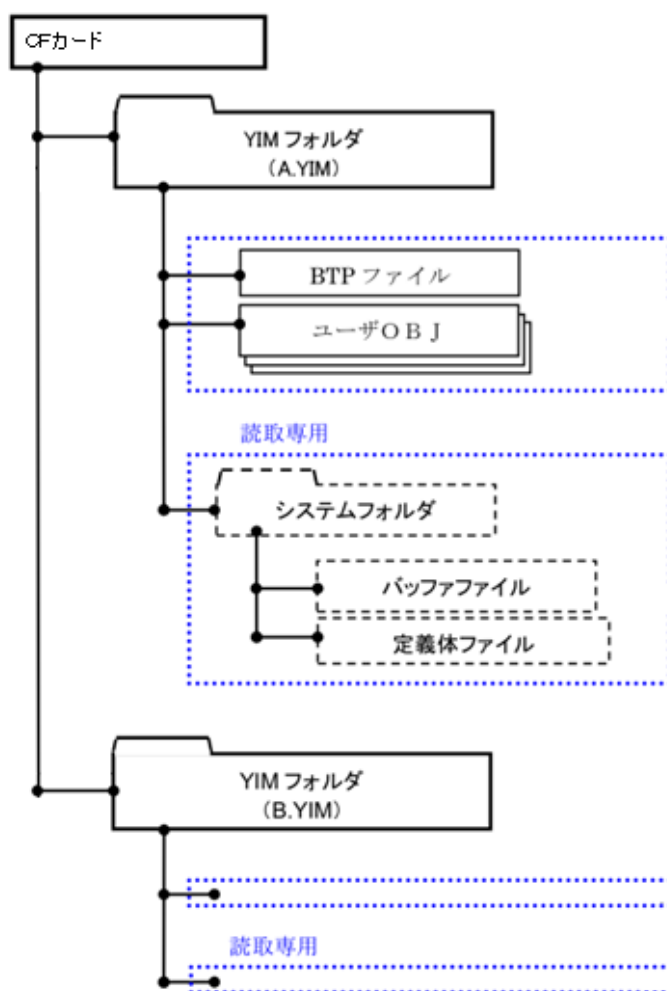 CFカード
YIM フォルダ
(A.YIM)
BTP ファイル
ユーザＯＢＪ
読取専用
システムフォルダ
バッファファイル
定義体ファイル
YIM フォルダ
(B.YIM)
読取専用